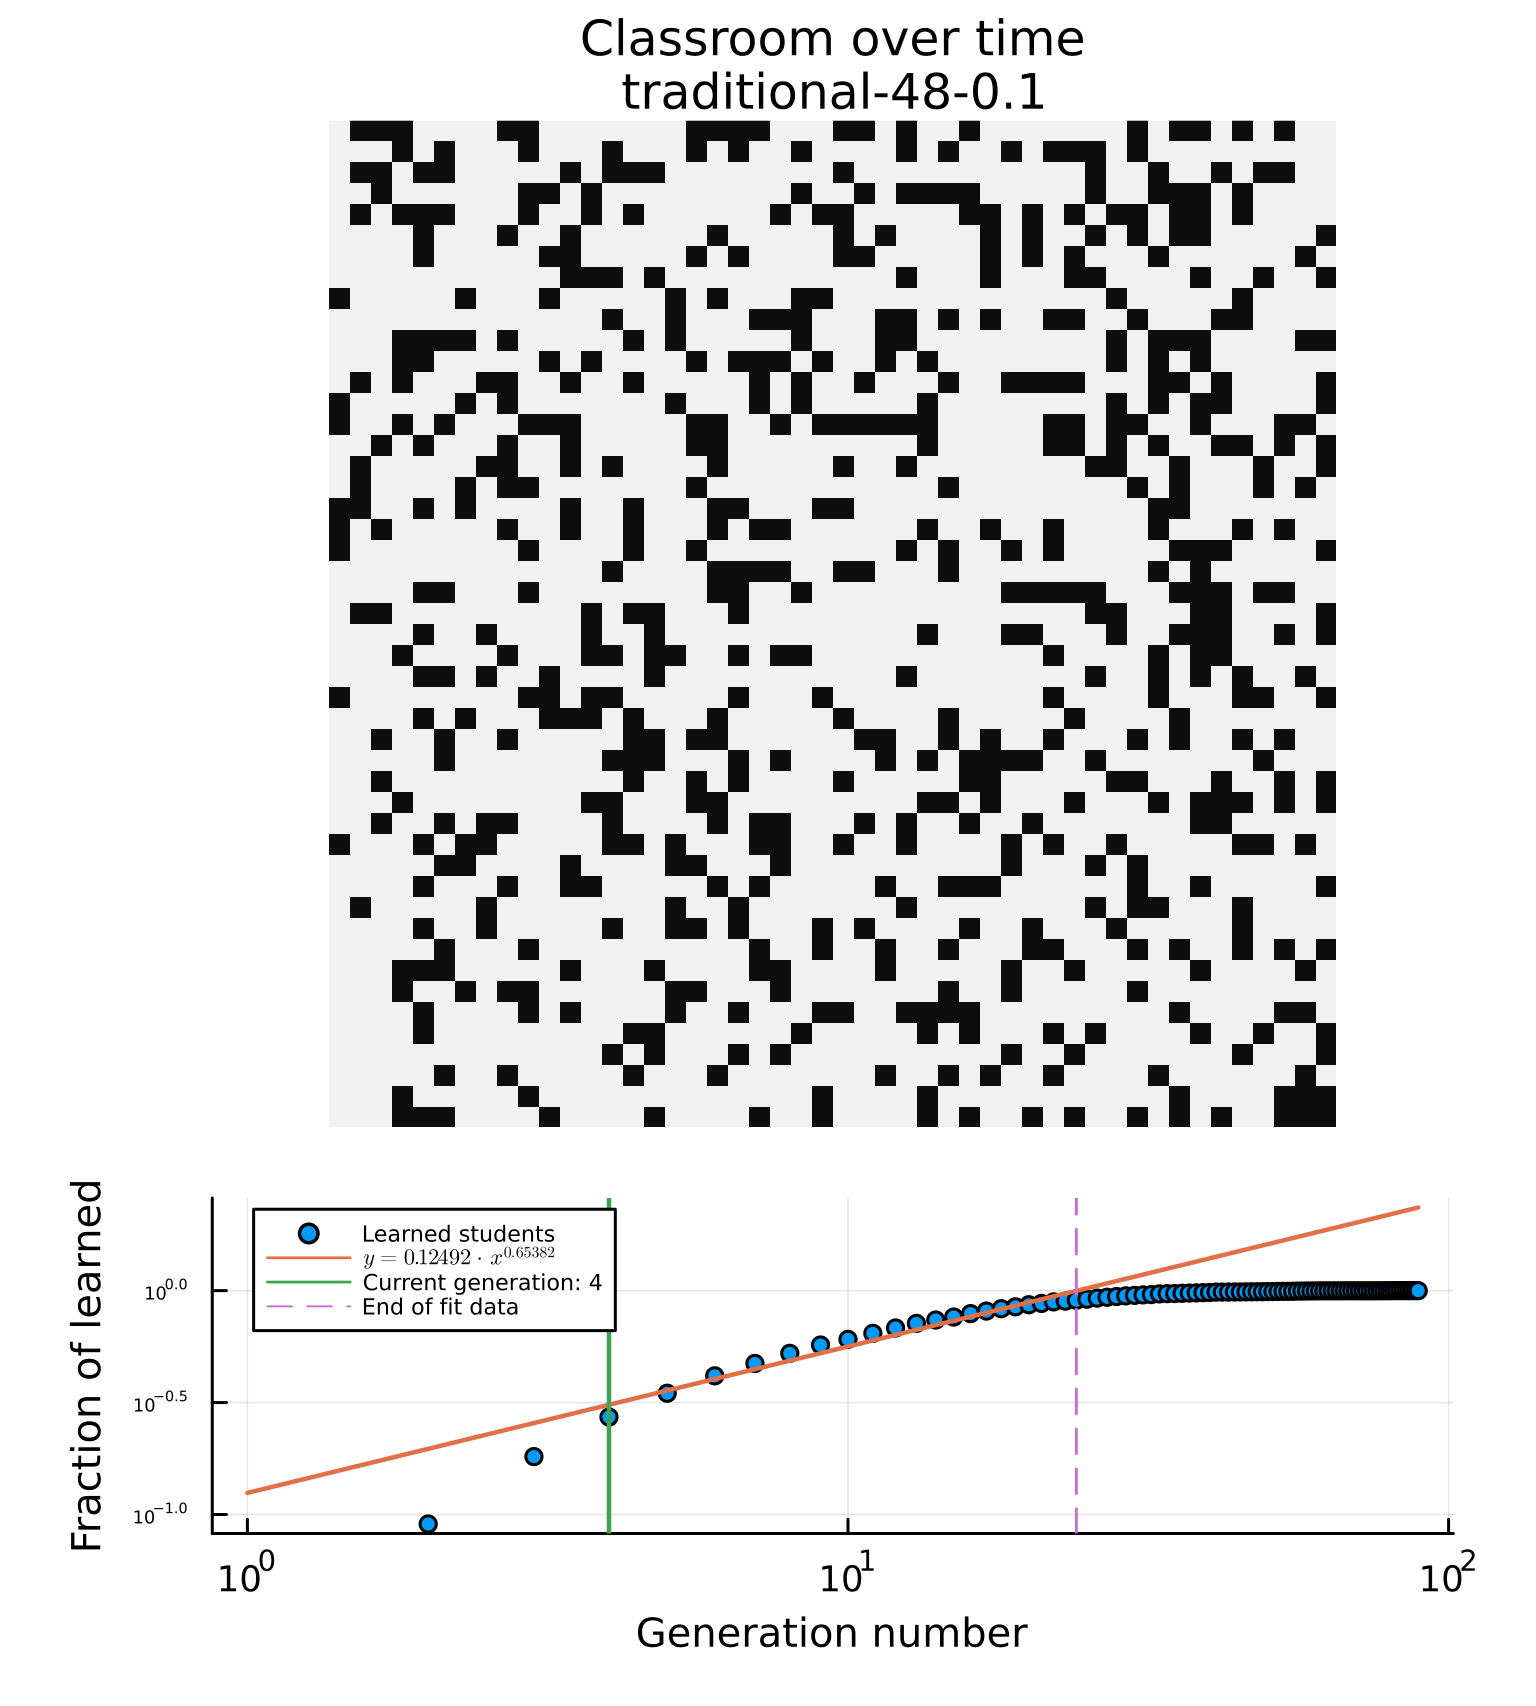 Classroom over time
traditional-48-0.1
Fraction of learned
Learned students
y = 0.12492 · x^0.65382
Current generation: 4
End of fit data
10^0.0
10^−0.5
10^−1.0
10^0 10^1 10^2
Generation number